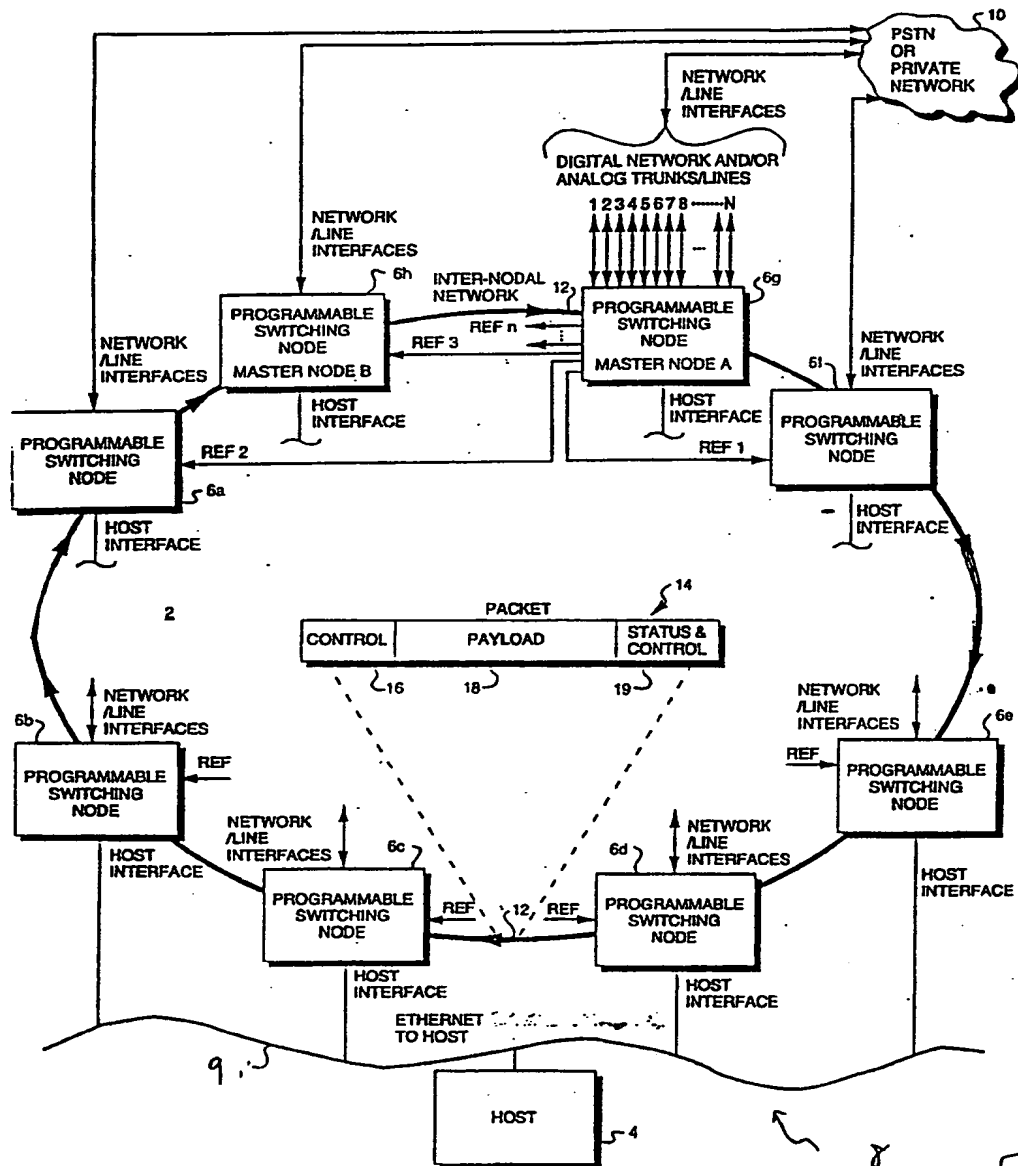 10
PSTN
OR
PRIVATE
NETWORK
NETWORK
/LINE
INTERFACES
DIGITAL NETWORK AND/OR
ANALOG TRUNKS/LINES
1 2 3 4 5 6 7 8 ------- N
---
NETWORK
/LINE
INTERFACES
6h
INTER-NODAL
NETWORK
12
6g
PROGRAMMABLE
SWITCHING
NODE
MASTER NODE B
REF n
REF 3
PROGRAMMABLE
SWITCHING
NODE
MASTER NODE A
NETWORK
/LINE
INTERFACES
NETWORK
/LINE
INTERFACES
6f
HOST
INTERFACE
HOST
INTERFACE
PROGRAMMABLE
SWITCHING
NODE
6a
REF 2
REF 1
PROGRAMMABLE
SWITCHING
NODE
HOST
INTERFACE
HOST
INTERFACE
2
PACKET
14
CONTROL
PAYLOAD
STATUS &
CONTROL
16
18
19
NETWORK
/LINE
INTERFACES
6b
PROGRAMMABLE
SWITCHING
NODE
REF
NETWORK
/LINE
INTERFACES
6e
REF
PROGRAMMABLE
SWITCHING
NODE
HOST
INTERFACE
NETWORK
/LINE
INTERFACES
6c
PROGRAMMABLE
SWITCHING
NODE
REF
12
REF
NETWORK
/LINE
INTERFACES
6d
PROGRAMMABLE
SWITCHING
NODE
HOST
INTERFACE
HOST
INTERFACE
HOST
INTERFACE
ETHERNET
TO HOST
9
HOST
4
8